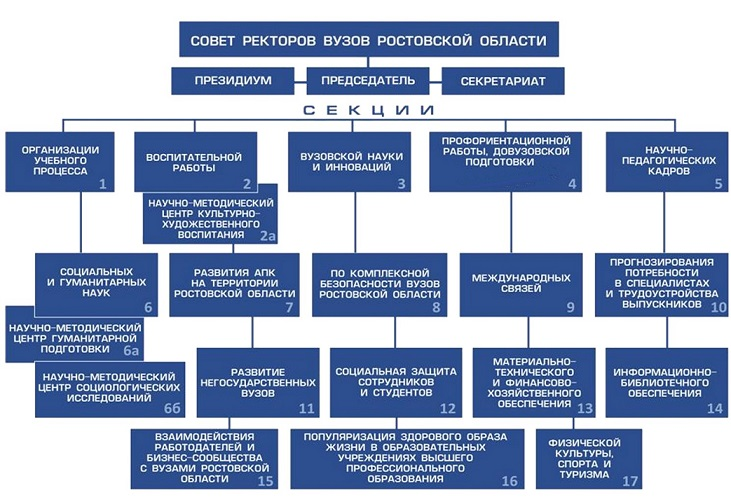 СОВЕТ РЕКТОРОВ ВУЗОВ РОСТОВСКОЙ ОБЛАСТИ
ПРЕЗИДИУМ
ПРЕДСЕДАТЕЛЬ
СЕКРЕТАРИАТ
СЕКЦИИ
ОРГАНИЗАЦИИ
УЧЕБНОГО
ПРОЦЕССА
1
ВОСПИТАТЕЛЬНОЙ
РАБОТЫ
2
ВУЗОВСКОЙ НАУКИ
И ИННОВАЦИЙ
3
ПРОФОРИЕНТАЦИОННОЙ
РАБОТЫ, ДОВУЗОВСКОЙ
ПОДГОТОВКИ
4
НАУЧНО-
ПЕДАГОГИЧЕСКИХ
КАДРОВ
5
НАУЧНО-МЕТОДИЧЕСКИЙ
ЦЕНТР КУЛЬТУРНО-
ХУДОЖЕСТВЕННОГО
ВОСПИТАНИЯ
2а
СОЦИАЛЬНЫХ
И ГУМАНИТАРНЫХ
НАУК
6
РАЗВИТИЯ АПК
НА ТЕРРИТОРИИ
РОСТОВСКОЙ ОБЛАСТИ
7
ПО КОМПЛЕКСНОЙ
БЕЗОПАСНОСТИ ВУЗОВ
РОСТОВСКОЙ ОБЛАСТИ
8
МЕЖДУНАРОДНЫХ
СВЯЗЕЙ
9
ПРОГНОЗИРОВАНИЯ
ПОТРЕБНОСТИ
В СПЕЦИАЛИСТАХ
И ТРУДОУСТРОЙСТВА
ВЫПУСКНИКОВ
10
НАУЧНО-МЕТОДИЧЕСКИЙ
ЦЕНТР ГУМАНИТАРНОЙ
ПОДГОТОВКИ
6а
НАУЧНО-МЕТОДИЧЕСКИЙ
ЦЕНТР СОЦИОЛОГИЧЕСКИХ
ИССЛЕДОВАНИЙ
6б
РАЗВИТИЕ
НЕГОСУДАРСТВЕННЫХ
ВУЗОВ
11
СОЦИАЛЬНАЯ ЗАЩИТА
СОТРУДНИКОВ
И СТУДЕНТОВ
12
МАТЕРИАЛЬНО-
ТЕХНИЧЕСКОГО
И ФИНАНСОВО-
ХОЗЯЙСТВЕННОГО
ОБЕСПЕЧЕНИЯ
13
ИНФОРМАЦИОННО-
БИБЛИОТЕЧНОГО
ОБЕСПЕЧЕНИЯ
14
ВЗАИМОДЕЙСТВИЯ
РАБОТОДАТЕЛЕЙ И
БИЗНЕС-СООБЩЕСТВА
С ВУЗАМИ РОСТОВСКОЙ
ОБЛАСТИ
15
ПОПУЛЯРИЗАЦИЯ ЗДОРОВОГО ОБРАЗА
ЖИЗНИ В ОБРАЗОВАТЕЛЬНЫХ
УЧРЕЖДЕНИЯХ ВЫСШЕГО
ПРОФЕССИОНАЛЬНОГО
ОБРАЗОВАНИЯ
16
ФИЗИЧЕСКОЙ
КУЛЬТУРЫ,
СПОРТА И
ТУРИЗМА
17